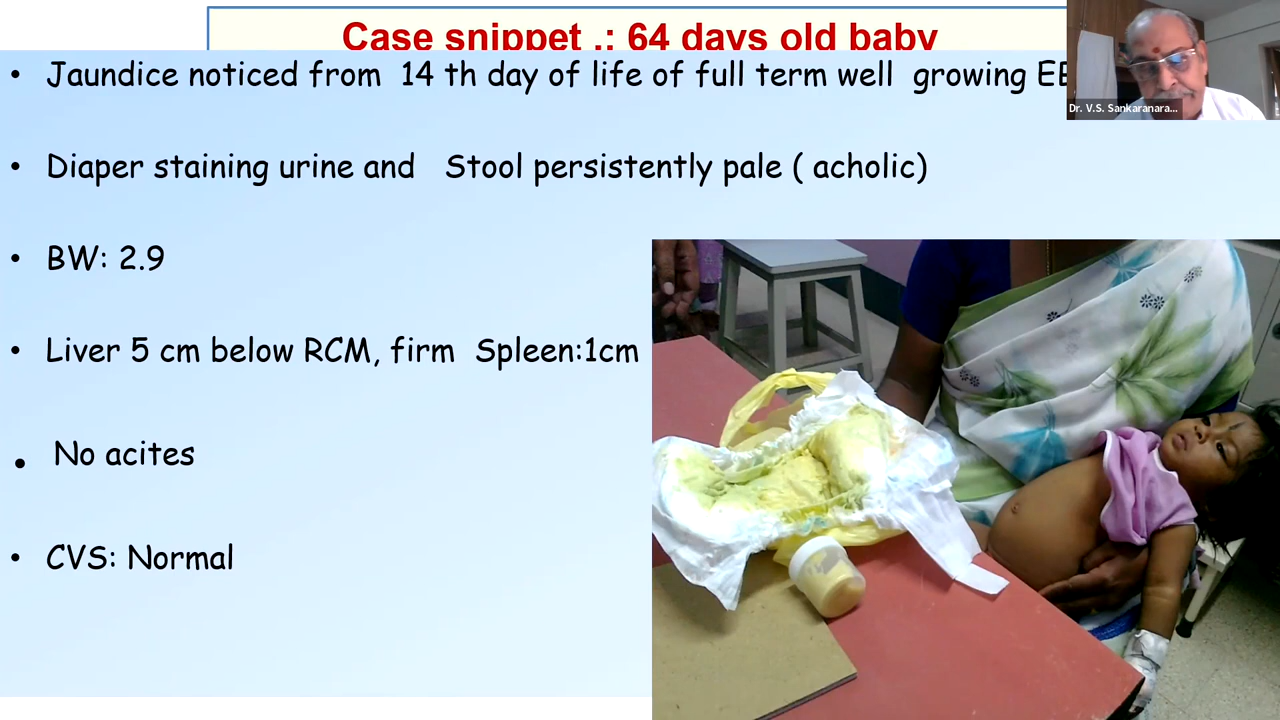 Case snippet .: 64 days old baby
• Jaundice noticed from 14 th day of life of full term well growing
Dr. V.S. Sankaranara...
• Diaper staining urine and Stool persistently pale ( acholic)
• BW: 2.9
• Liver 5 cm below RCM, firm Spleen:1cm
• No acites
• CVS: Normal